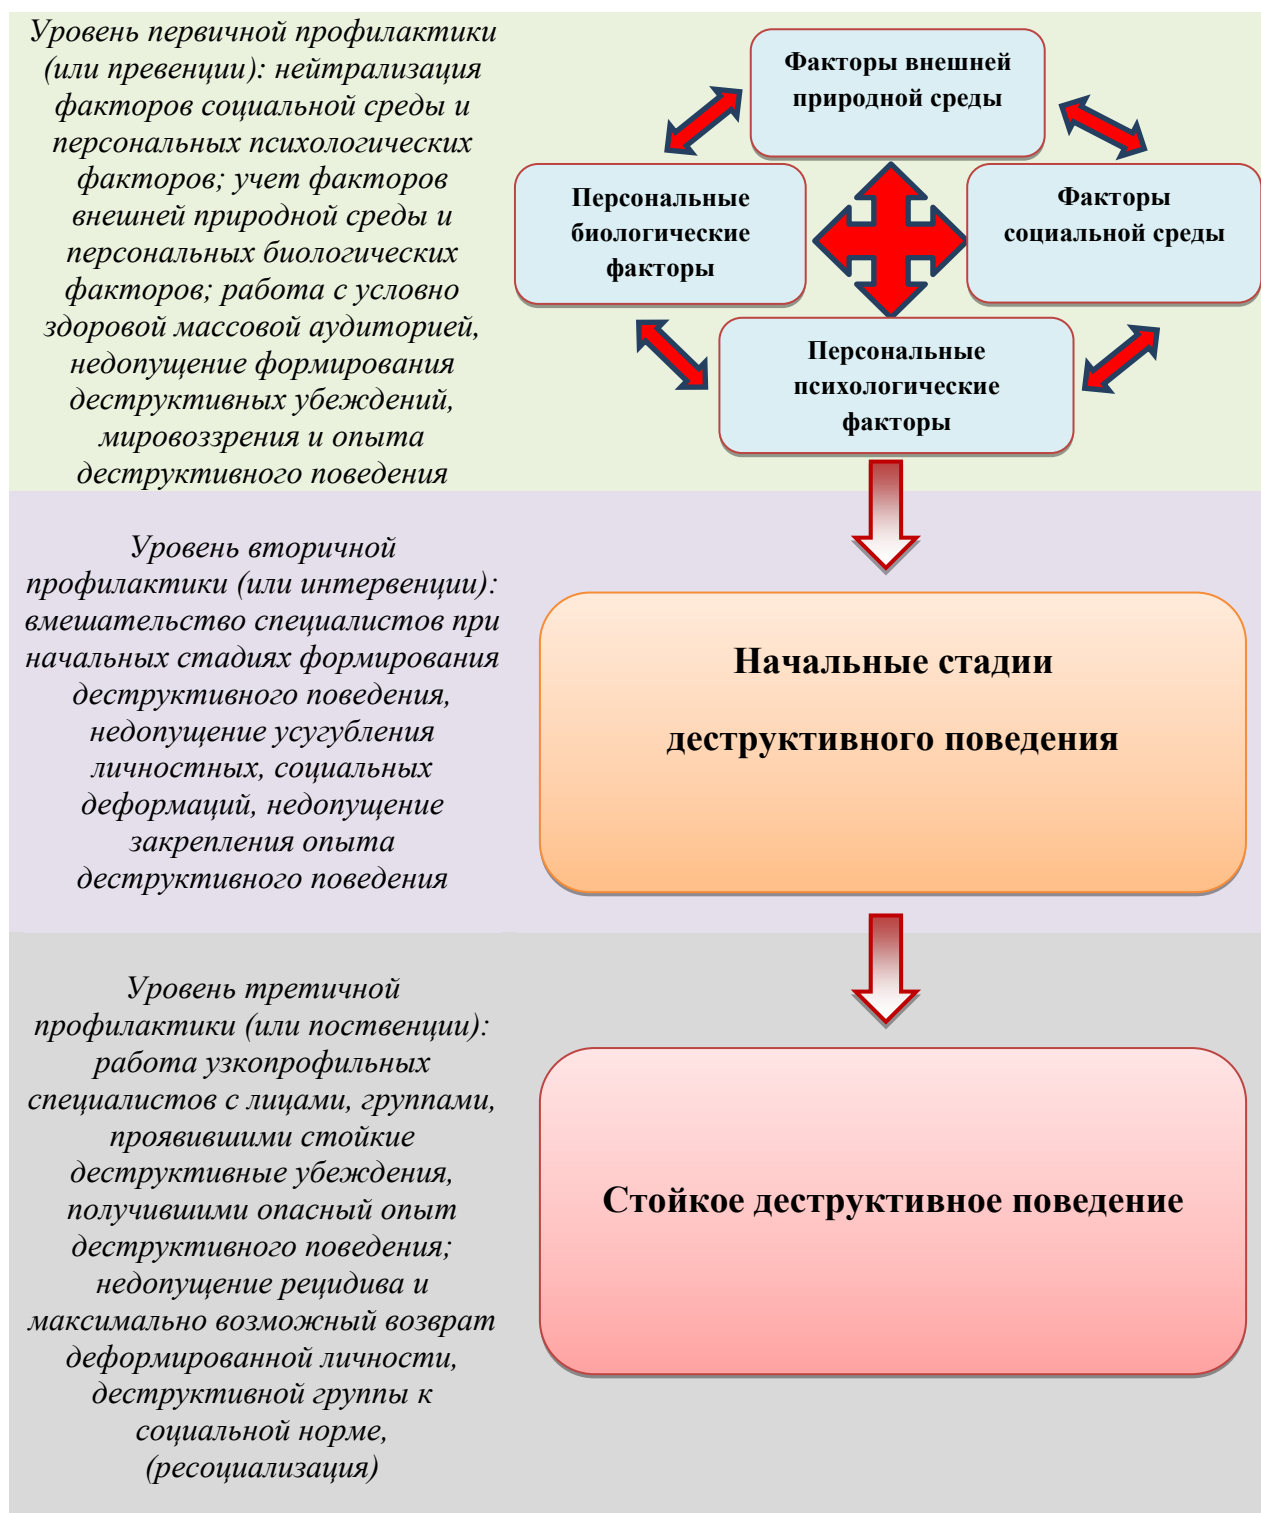 Уровень первичной профилактики
(или превенции): нейтрализация
факторов социальной среды и
персональных психологических
факторов; учет факторов
внешней природной среды и
персональных биологических
факторов; работа с условно
здоровой массовой аудиторией,
недопущение формирования
деструктивных убеждений,
мировоззрения и опыта
деструктивного поведения
Факторы внешней
природной среды
Персональные
биологические
факторы
Факторы
социальной среды
Персональные
психологические
факторы
Уровень вторичной
профилактики (или интервенции):
вмешательство специалистов при
начальных стадиях формирования
деструктивного поведения,
недопущение усугубления
личностных, социальных
деформаций, недопущение
закрепления опыта
деструктивного поведения
Начальные стадии
деструктивного поведения
Уровень третичной
профилактики (или поственции):
работа узкопрофильных
специалистов с лицами, группами,
проявившими стойкие
деструктивные убеждения,
получившими опасный опыт
деструктивного поведения;
недопущение рецидива и
максимально возможный возврат
деформированной личности,
деструктивной группы к
социальной норме,
(ресоциализация)
Стойкое деструктивное поведение